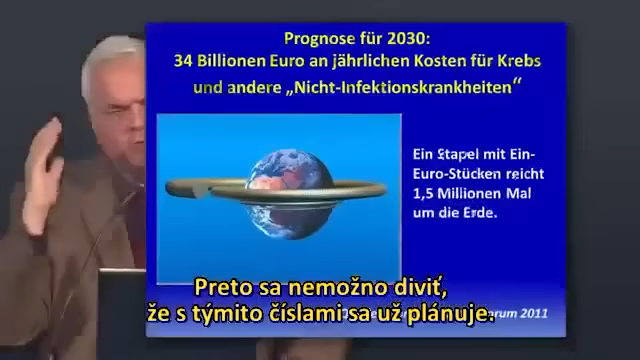 Prognose für 2030:
34 Billionen Euro an jährlichen Kosten für Krebs
und andere „Nicht-Infektionskrankheiten“
Ein Stapel mit Ein-
Euro-Stücken reicht
1,5 Millionen Mal
um die Erde.
2011
Preto sa nemožno diviť,
že s týmito číslami sa už plánuje.